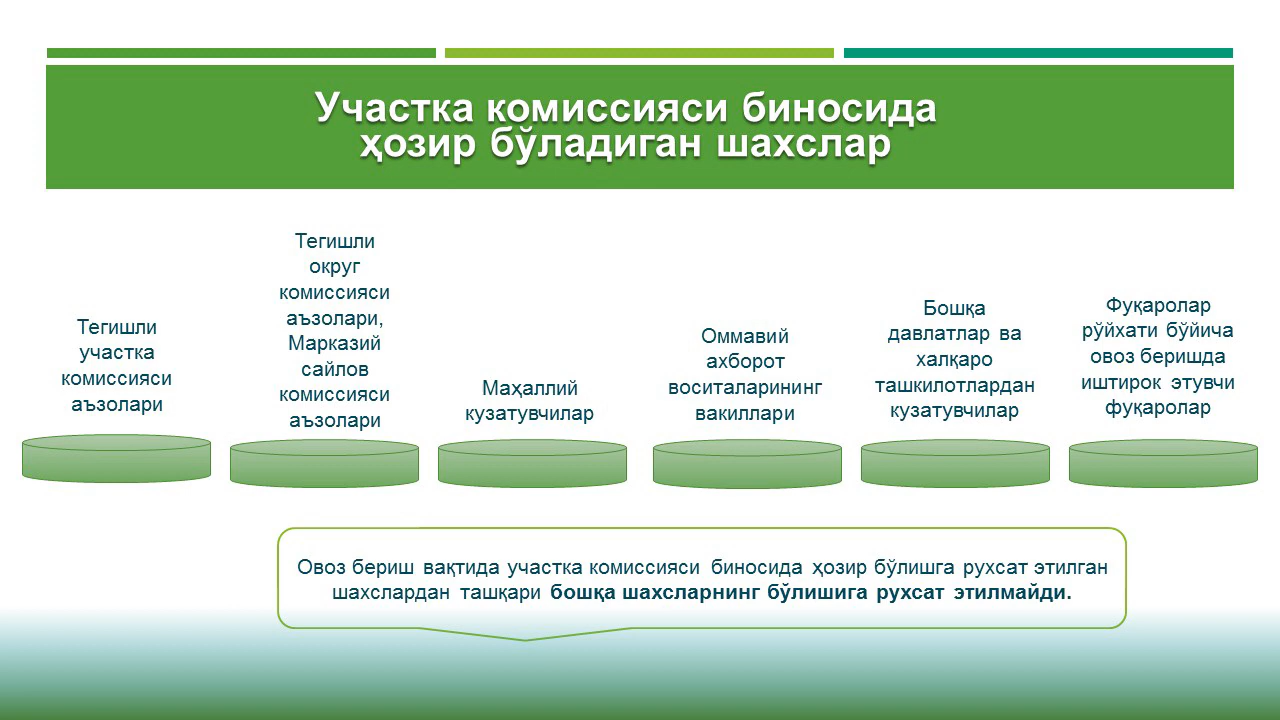 Участка комиссияси биносида
ҳозир бўладиган шахслар
Тегишли
участка
комиссияси
аъзолари
Тегишли
округ
комиссияси
аъзолари,
Марказий
сайлов
комиссияси
аъзолари
Маҳаллий
кузатувчилар
Оммавий
ахборот
воситаларининг
вакиллари
Бошқа
давлатлар ва
халқаро
ташкилотлардан
кузатувчилар
Фуқаролар
рўйхати бўйича
овоз беришда
иштирок этувчи
фуқаролар
Овоз бериш вақтида участка комиссияси биносида ҳозир бўлишга рухсат этилган
шахслардан ташқари бошқа шахсларнинг бўлишига рухсат этилмайди.